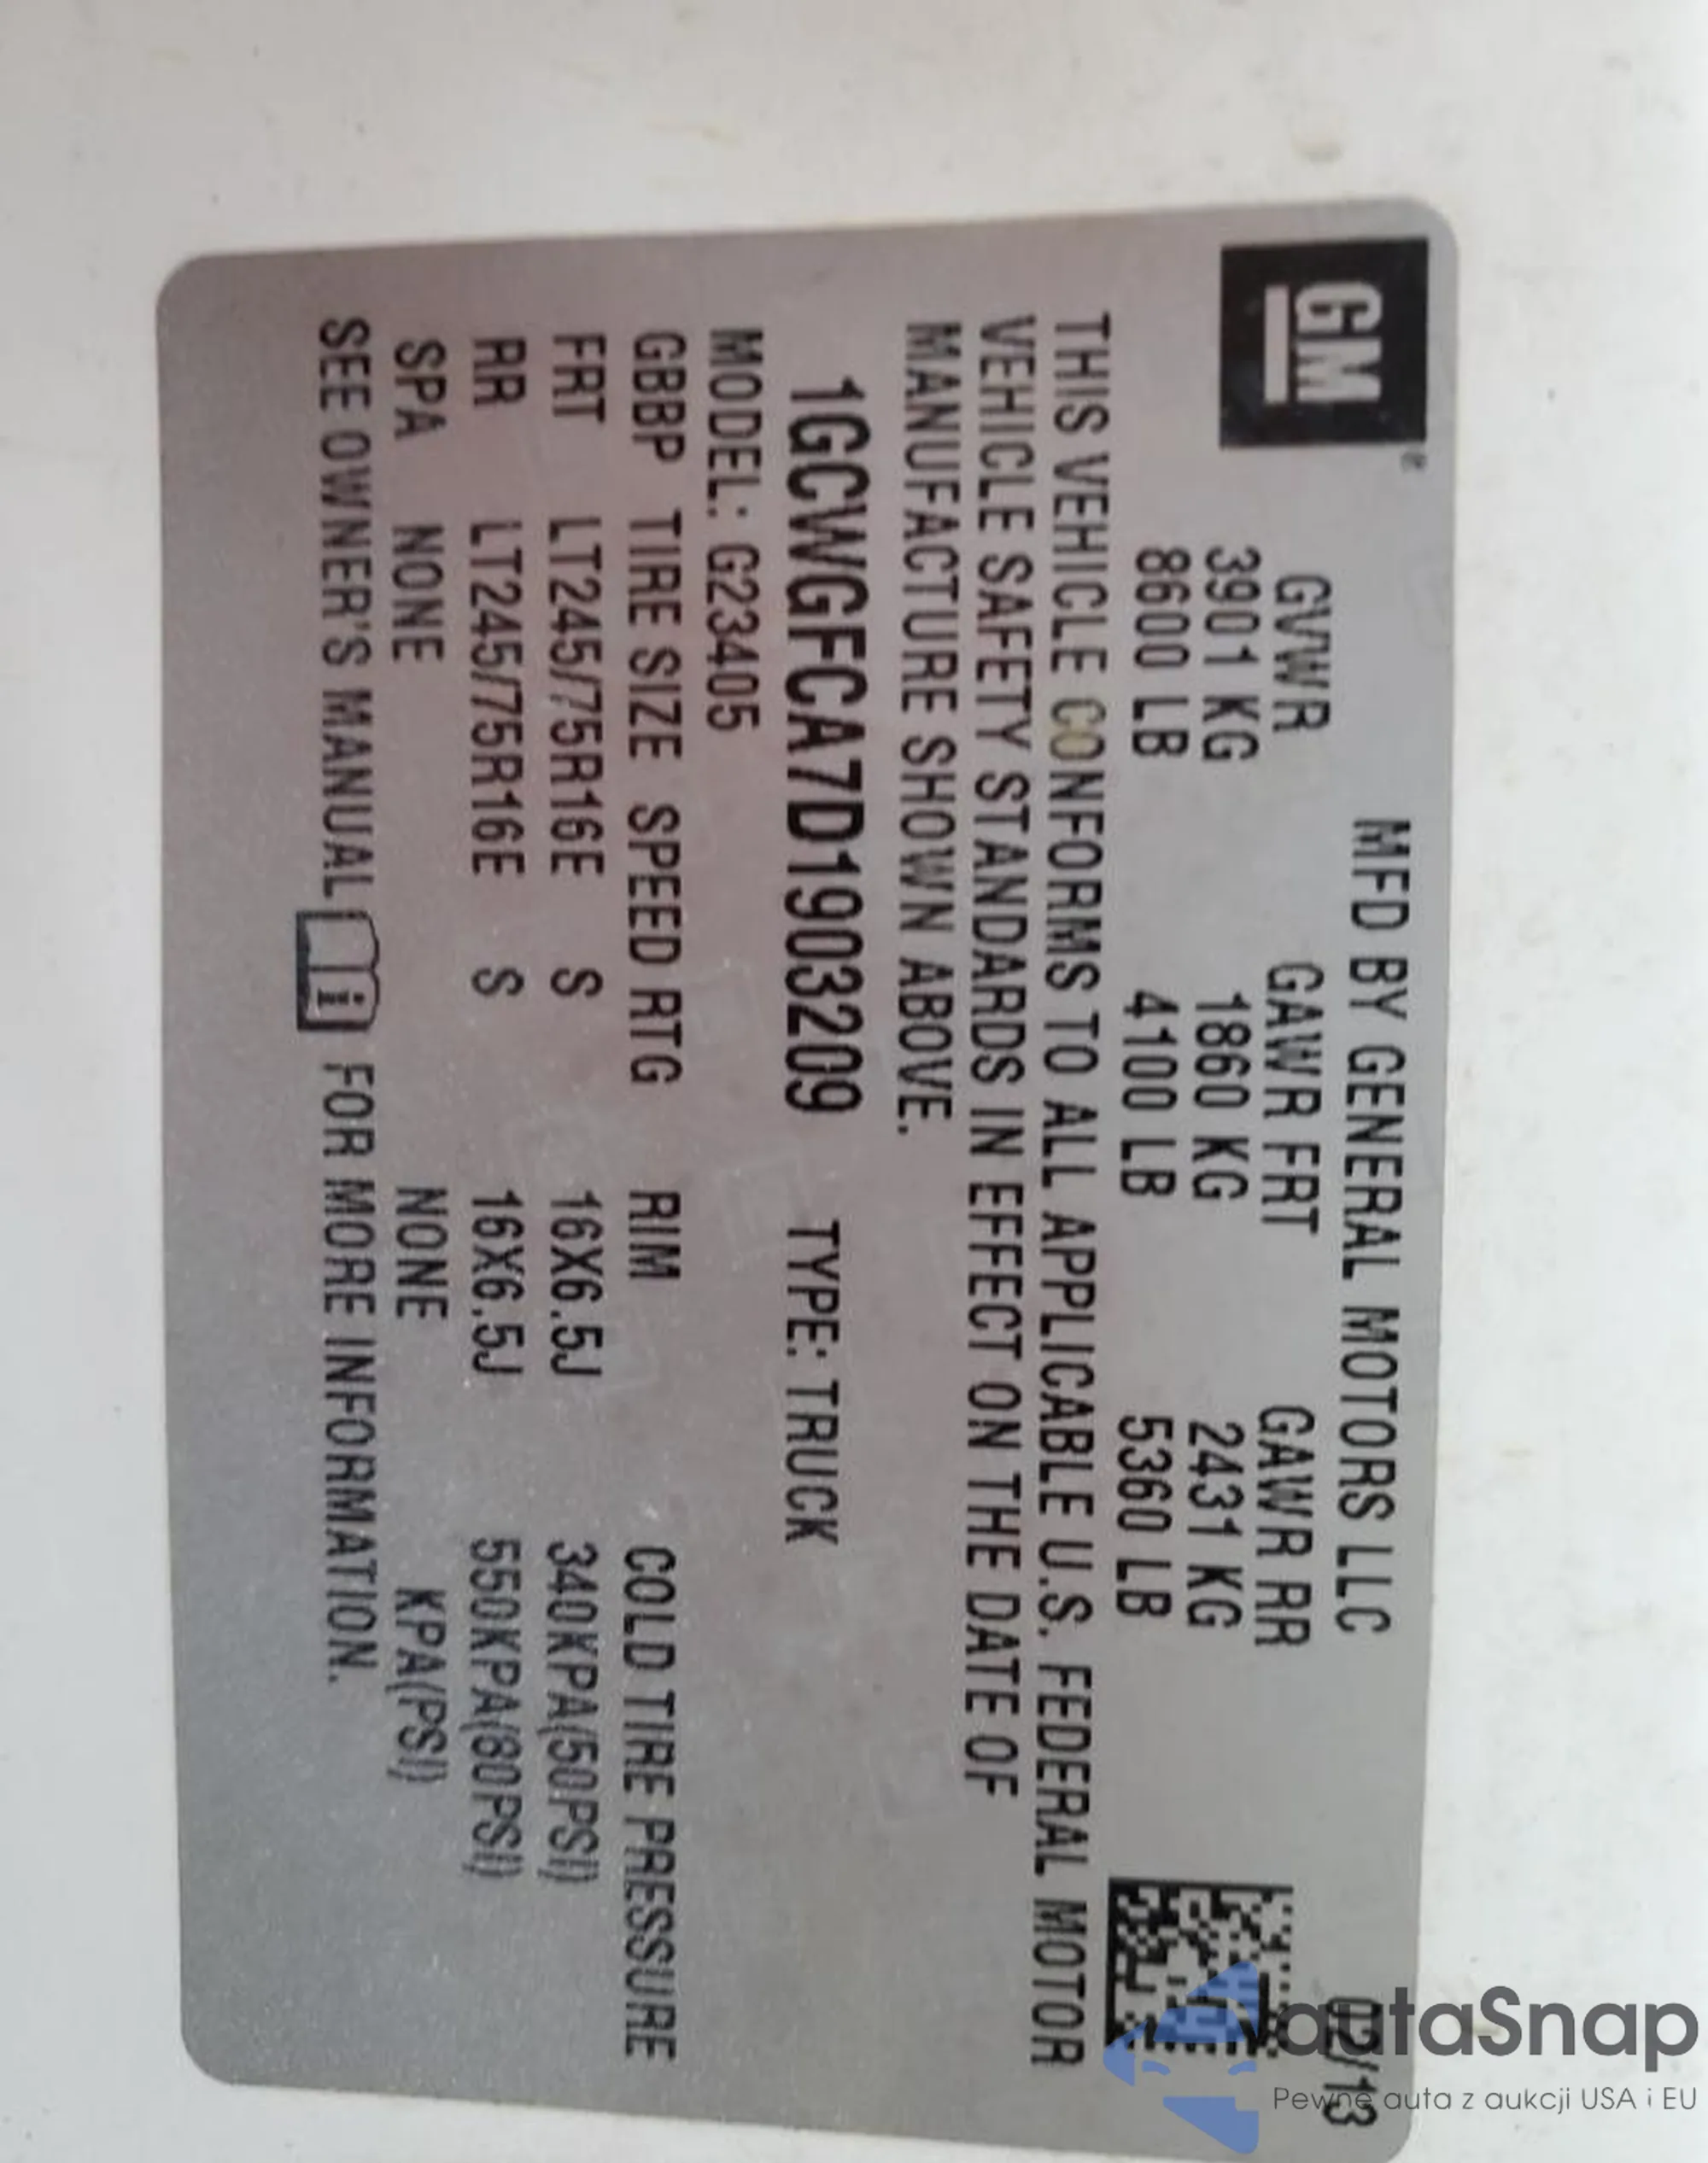 GM®
MFD BY GENERAL MOTORS LLC 02/13
GVWR GAWR FRT GAWR RR
3901 KG 1860 KG 2431 KG
8600 LB 4100 LB 5360 LB
THIS VEHICLE CONFORMS TO ALL APPLICABLE U.S. FEDERAL MOTOR
VEHICLE SAFETY STANDARDS IN EFFECT ON THE DATE OF
MANUFACTURE SHOWN ABOVE.
1GCWGFCA7D1903209 TYPE: TRUCK
MODEL: G23405
GBBP TIRE SIZE SPEED RTG RIM COLD TIRE PRESSURE
FRT LT245/75R16E S 16X6.5J 340KPA(50PSI)
RR LT245/75R16E S 16X6.5J 550KPA(80PSI)
SPA NONE NONE KPA(PSI)
SEE OWNER'S MANUAL i FOR MORE INFORMATION.
autaSnap
Pewne auta z aukcji USA i EU